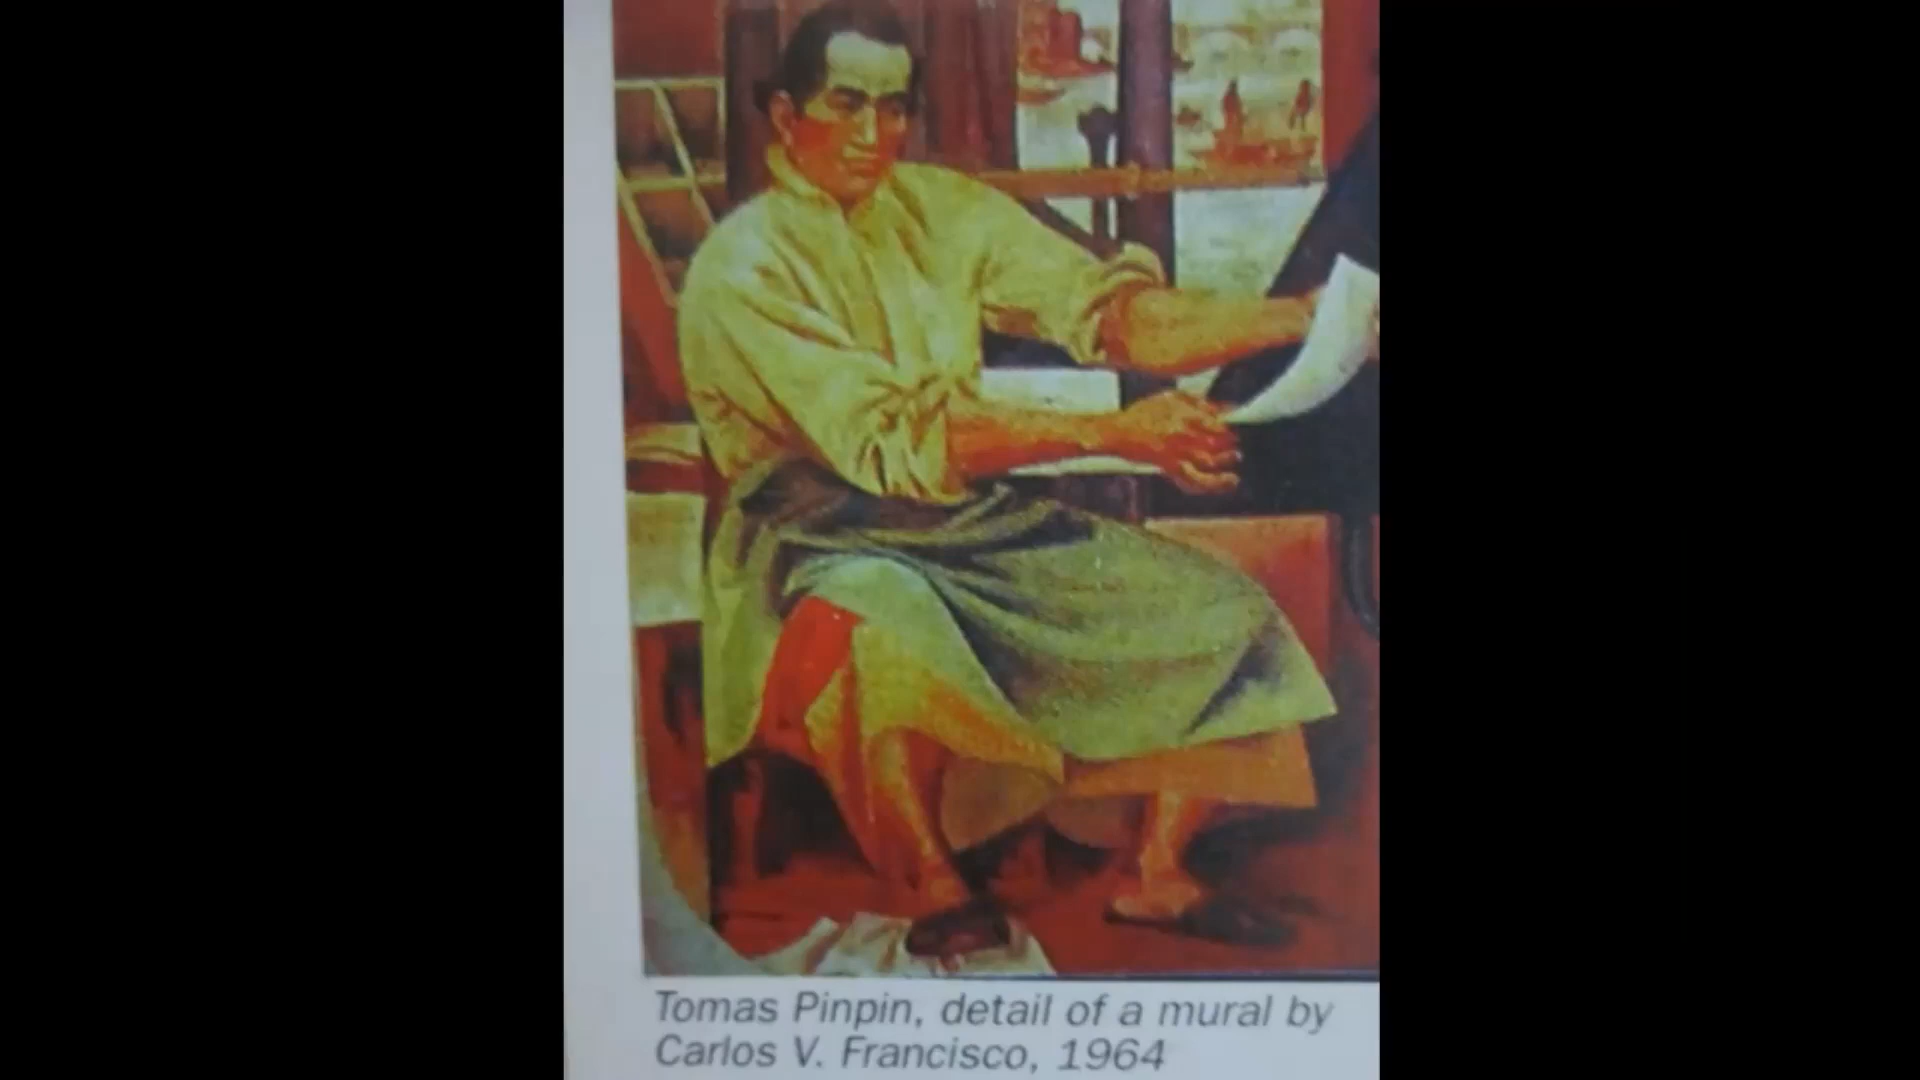 Tomas Pinpin, detail of a mural by
Carlos V. Francisco, 1964